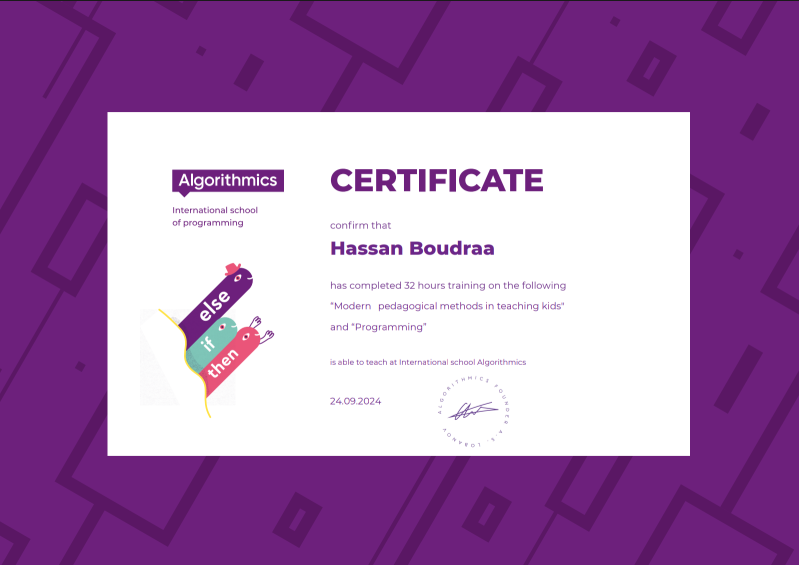 Algorithmics
International school
of programming
else
if
then
CERTIFICATE
confirm that
Hassan Boudraa
has completed 32 hours training on the following
"Modern pedagogical methods in teaching kids"
and "Programming"
is able to teach at International school Algorithmics
24.09.2024
ALGORITHMICS FOUNDER A.S. LOBANOV